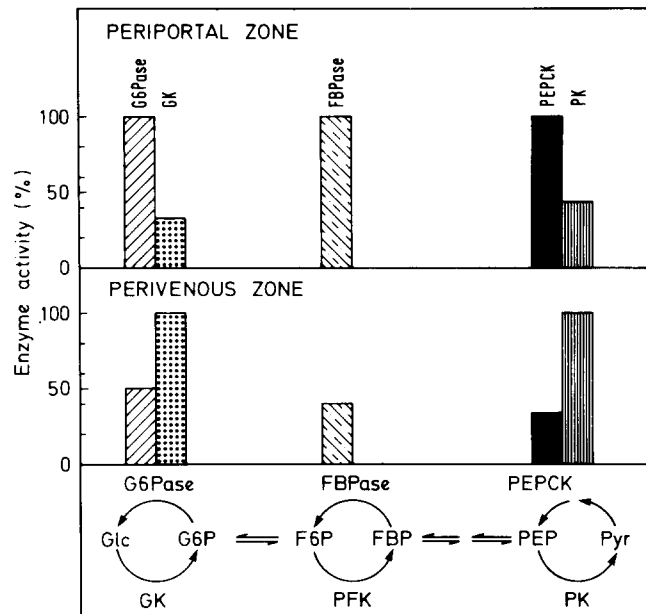 PERIPORTAL ZONE
G6Pase
GK
FBPase
PEPCK
PK
Enzyme activity (%)
100
50
0
PERIVENOUS ZONE
100
50
0
G6Pase FBPase PEPCK
Glc G6P F6P FBP PEP Pyr
GK PFK PK